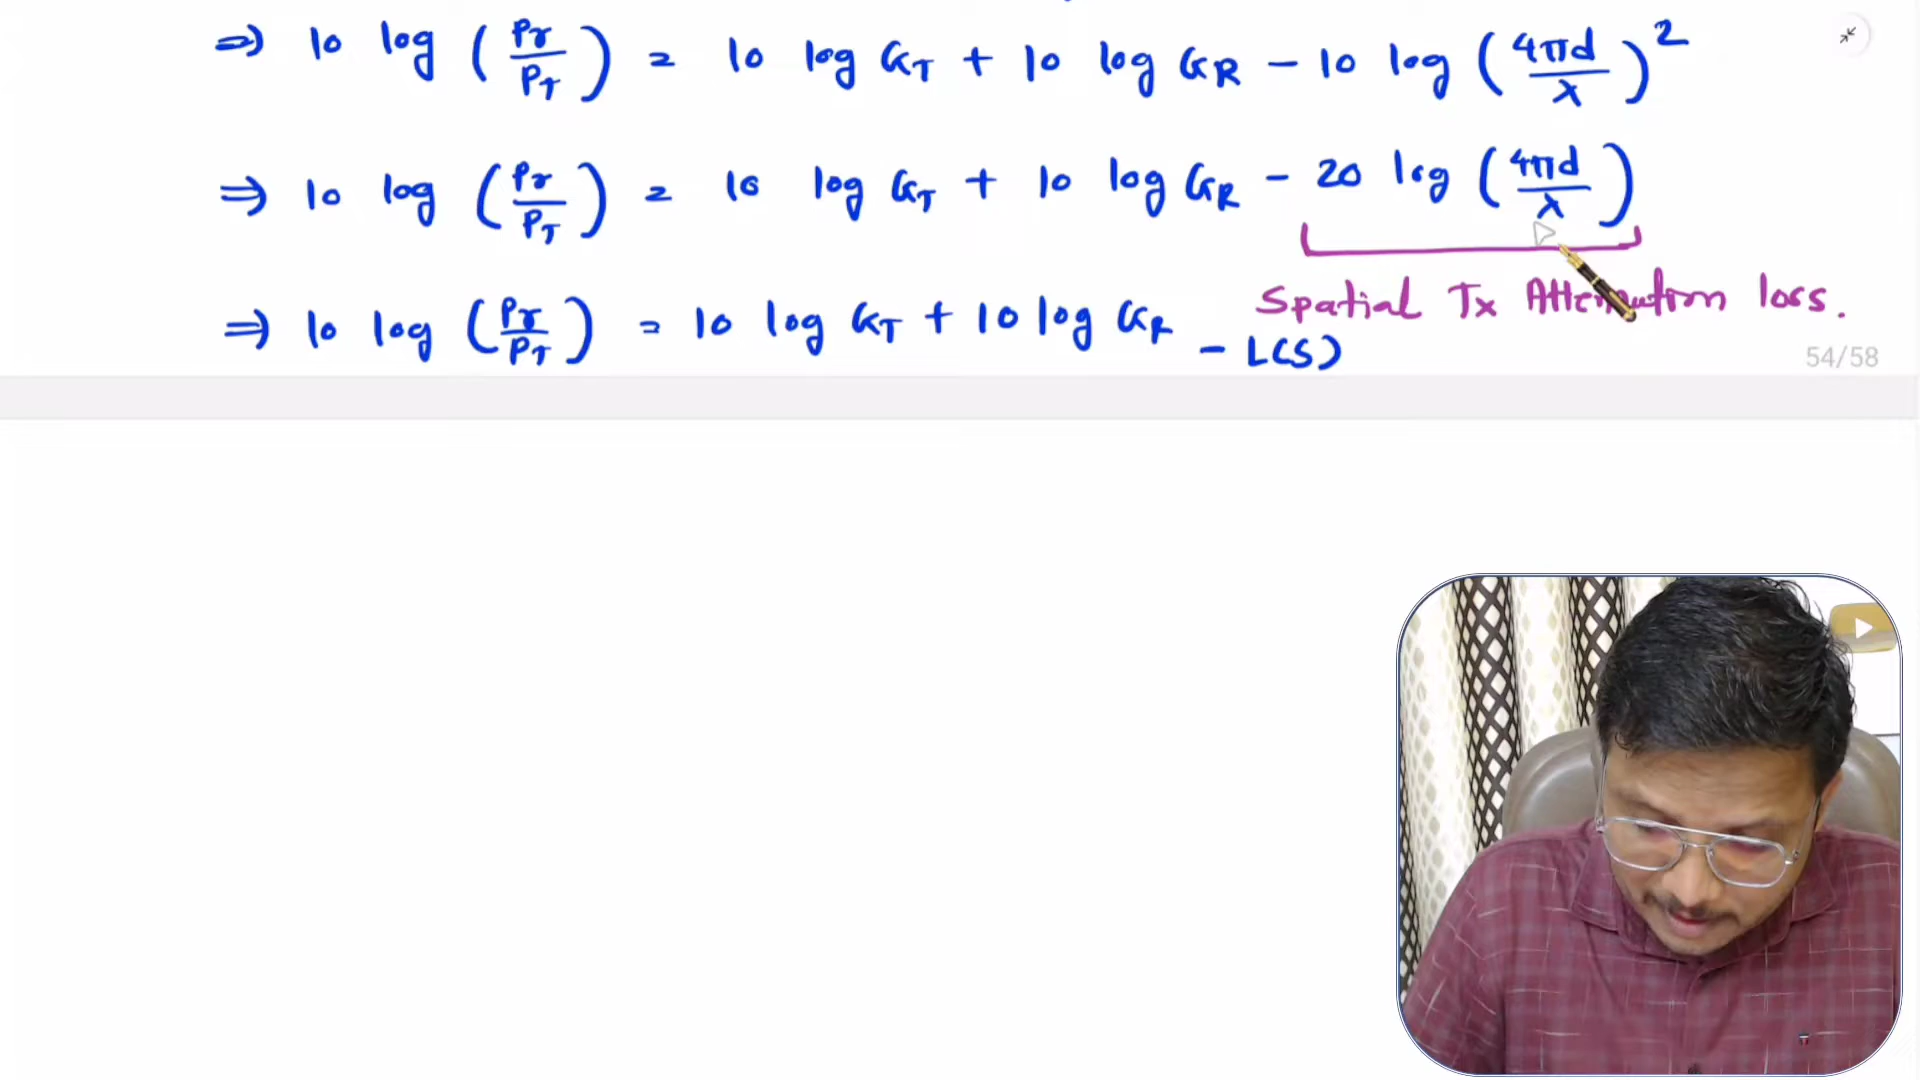 ⇒ 10 log (Pr/PT) = 10 log GT + 10 log GR − 10 log (4πd/λ)²
⇒ 10 log (Pr/PT) = 10 log GT + 10 log GR − 20 log (4πd/λ)
Spatial Tx Attenuation loss.
⇒ 10 log (Pr/PT) = 10 log GT + 10 log GR − L(S)
54/58